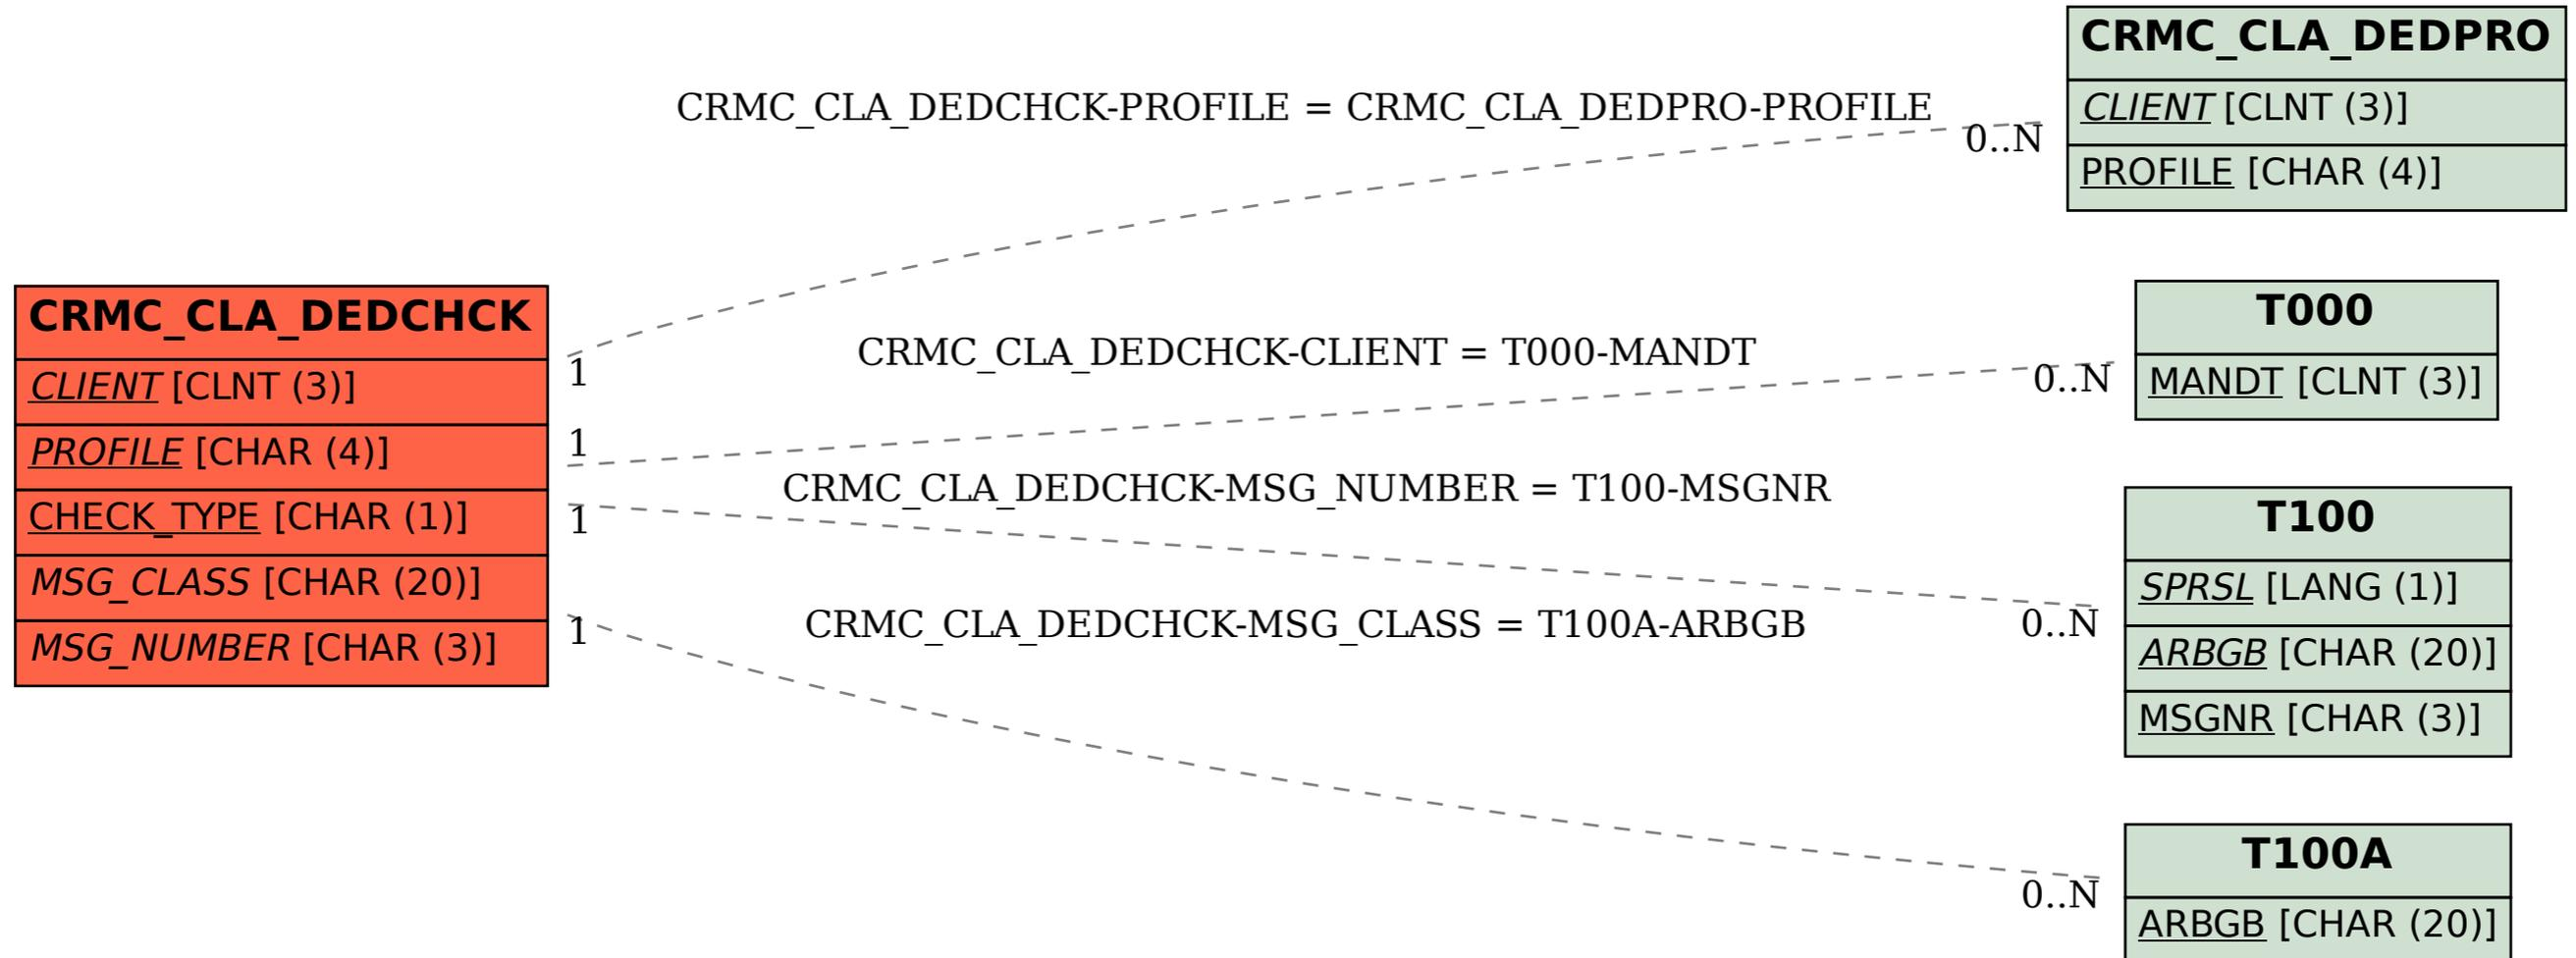 CRMC_CLA_DEDCHCK
CLIENT [CLNT (3)]
PROFILE [CHAR (4)]
CHECK_TYPE [CHAR (1)]
MSG_CLASS [CHAR (20)]
MSG_NUMBER [CHAR (3)]
CRMC_CLA_DEDCHCK-PROFILE = CRMC_CLA_DEDPRO-PROFILE
1
0..N
CRMC_CLA_DEDCHCK-CLIENT = T000-MANDT
1
0..N
CRMC_CLA_DEDCHCK-MSG_NUMBER = T100-MSGNR
1
0..N
CRMC_CLA_DEDCHCK-MSG_CLASS = T100A-ARBGB
1
0..N
CRMC_CLA_DEDPRO
CLIENT [CLNT (3)]
PROFILE [CHAR (4)]
T000
MANDT [CLNT (3)]
T100
SPRSL [LANG (1)]
ARBGB [CHAR (20)]
MSGNR [CHAR (3)]
T100A
ARBGB [CHAR (20)]